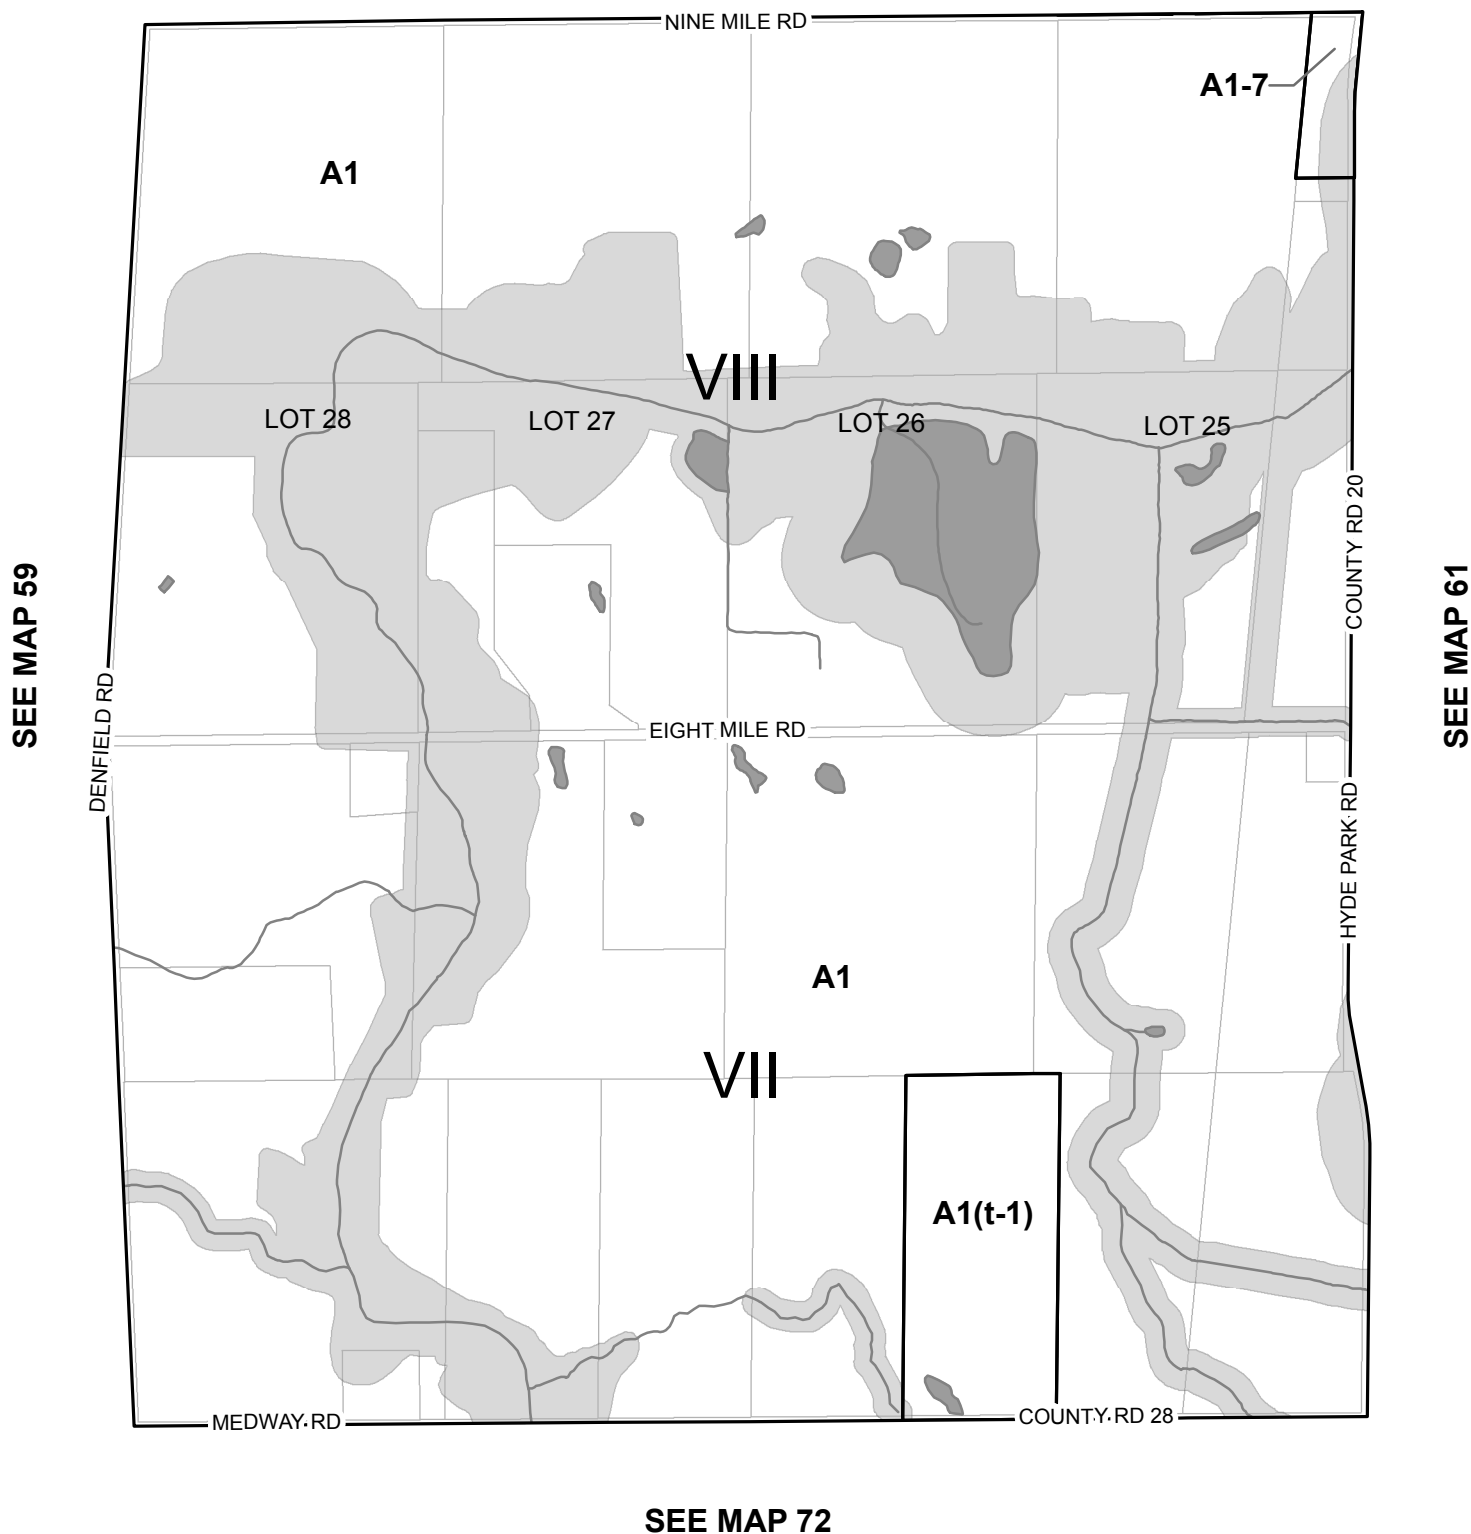 NINE MILE RD
A1-7
A1
VIII
LOT 28
LOT 27
LOT 26
LOT 25
COUNTY RD 20
SEE MAP 59
SEE MAP 61
DENFIELD RD
EIGHT MILE RD
HYDE PARK RD
A1
VII
A1(t-1)
MEDWAY RD
COUNTY RD 28
SEE MAP 72